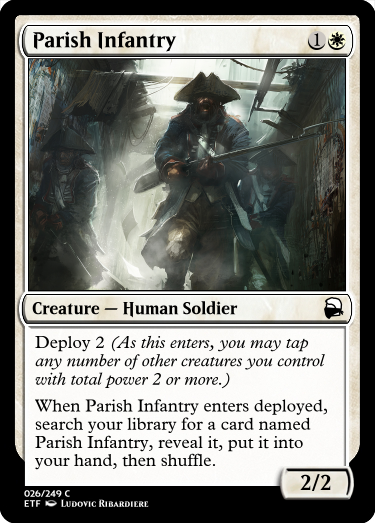 Parish Infantry 1
Creature — Human Soldier
Deploy 2 (As this enters, you may tap
any number of other creatures you control
with total power 2 or more.)
When Parish Infantry enters deployed,
search your library for a card named
Parish Infantry, reveal it, put it into
your hand, then shuffle.
2/2
026/249 C
ETF Ludovic Ribardiere